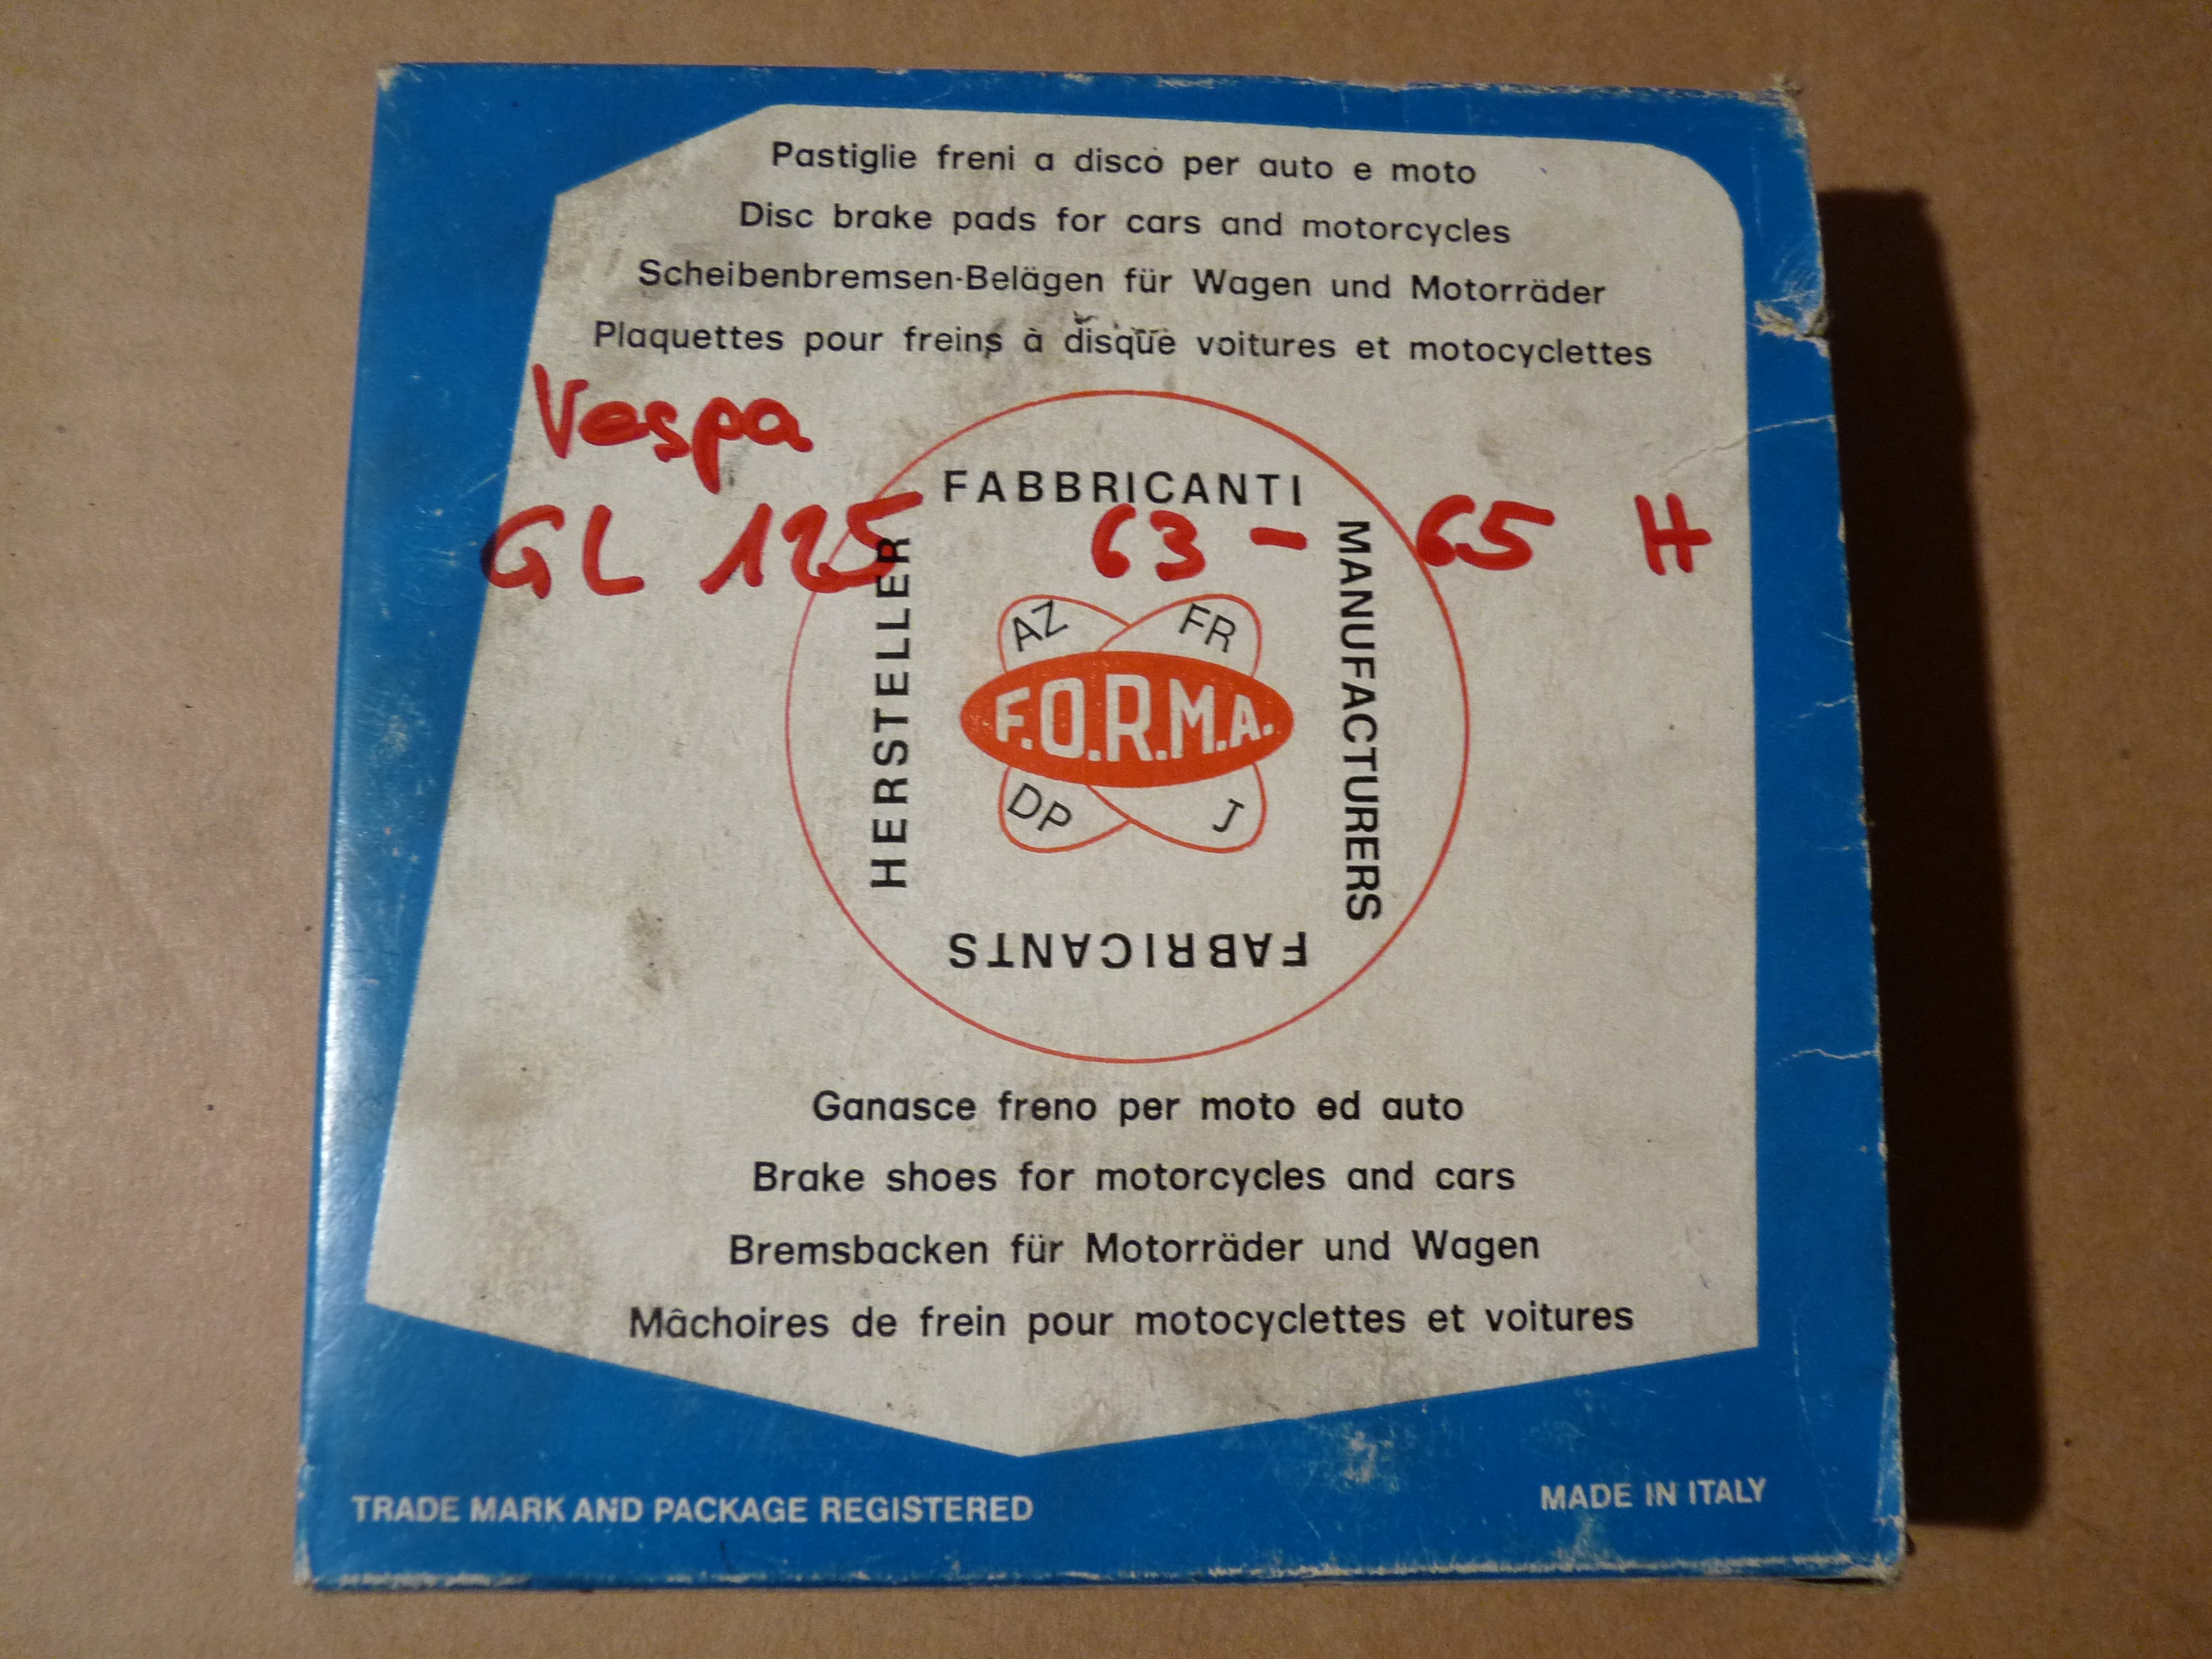 Pastiglie freni a disco per auto e moto
Disc brake pads for cars and motorcycles
Scheibenbremsen-Belägen für Wagen und Motorräder
Plaquettes pour freins à disque voitures et motocyclettes
Vespa
GL 125 63 - 65 H
FABBRICANTI
MANUFACTURERS
FABRICANTS
HERSTELLER
AZ FR
F.O.R.M.A.
DP J
Ganasce freno per moto ed auto
Brake shoes for motorcycles and cars
Bremsbacken für Motorräder und Wagen
Mâchoires de frein pour motocyclettes et voitures
TRADE MARK AND PACKAGE REGISTERED
MADE IN ITALY